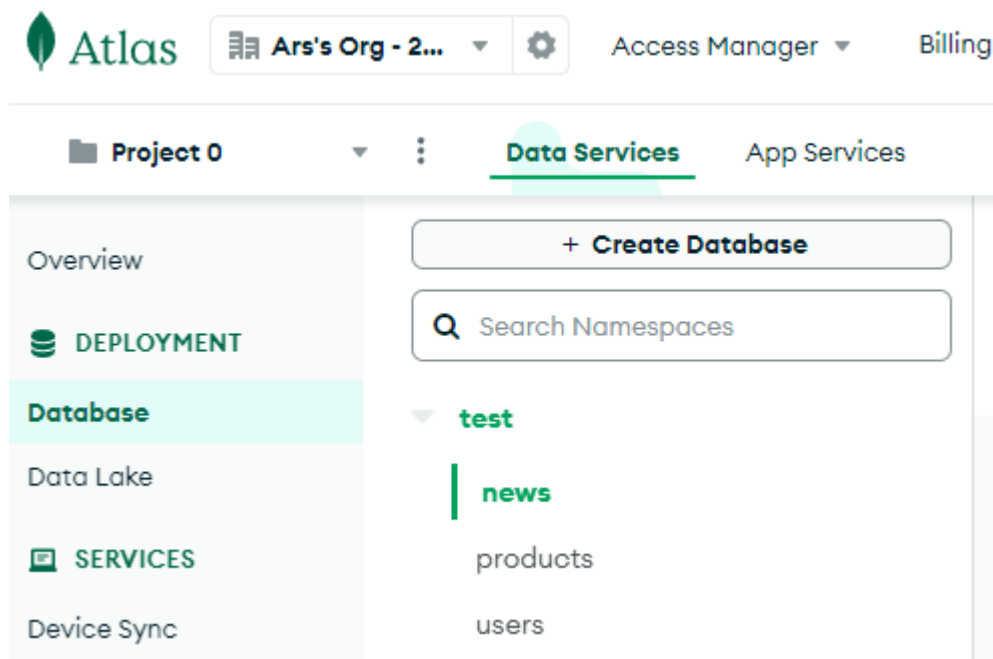 Atlas Ars's Org - 2... Access Manager Billing
Project 0 Data Services App Services
Overview
DEPLOYMENT
Database
Data Lake
SERVICES
Device Sync
+ Create Database
Search Namespaces
test
news
products
users